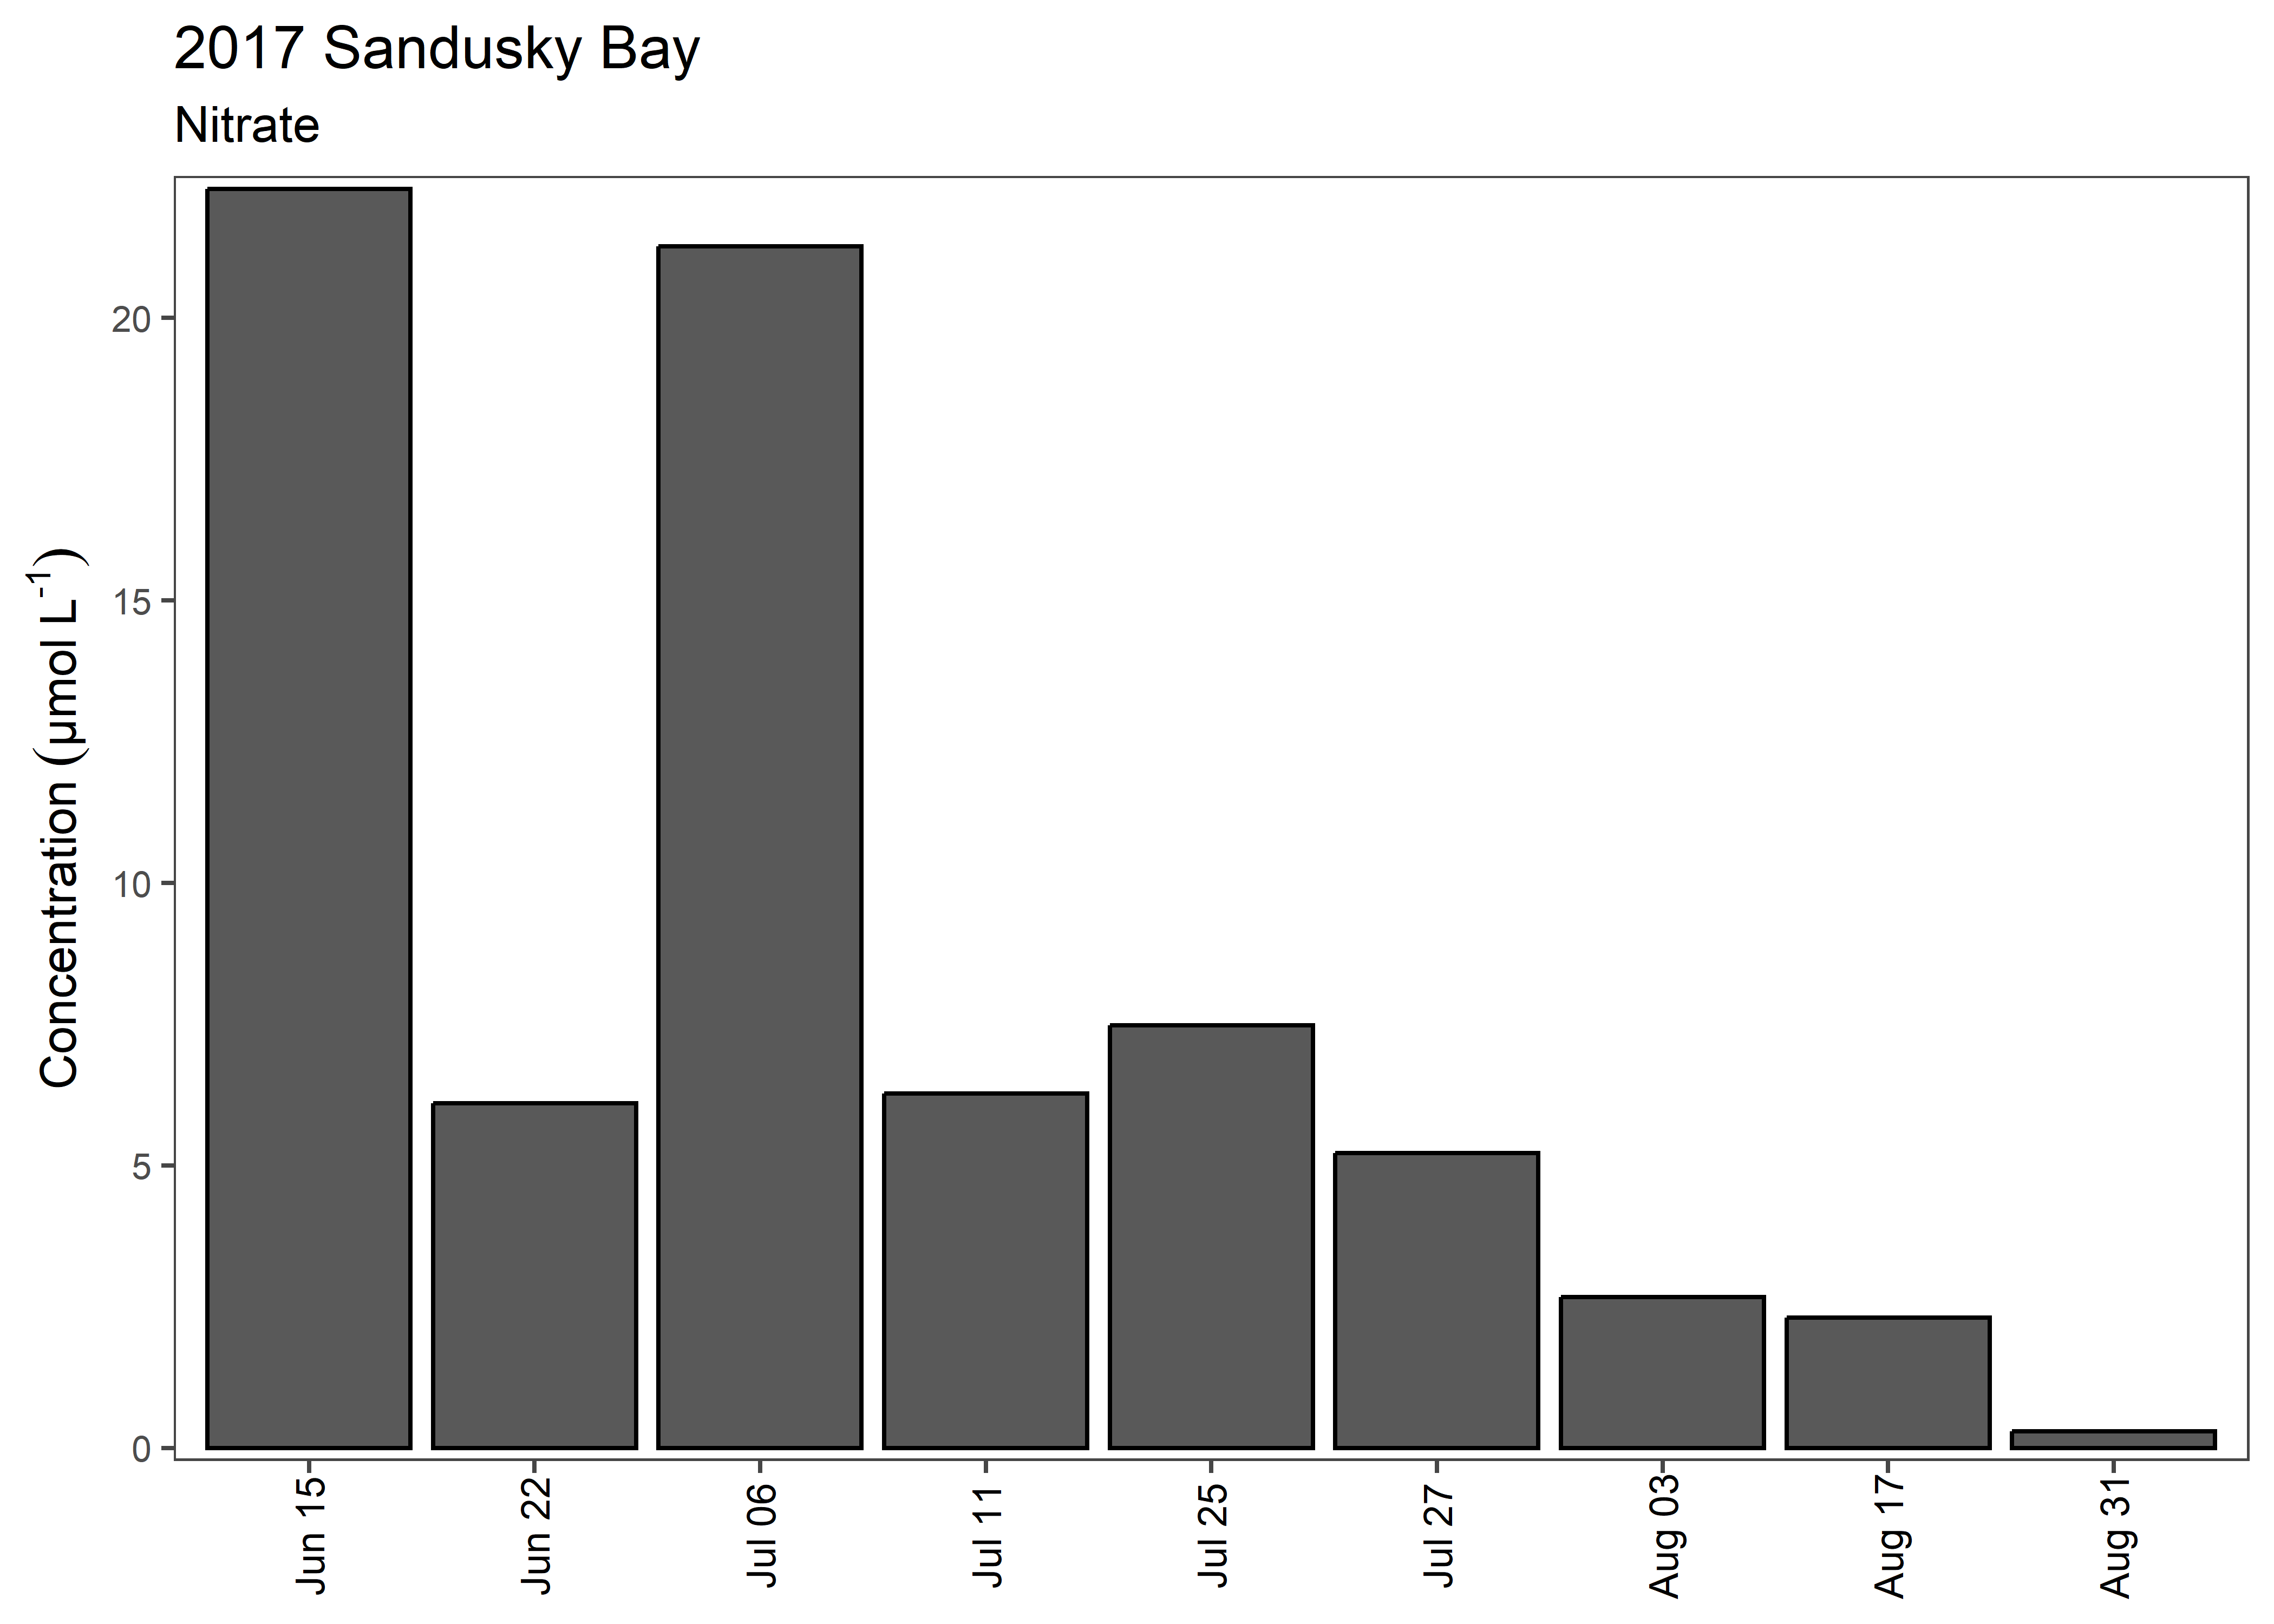 2017 Sandusky Bay
Nitrate
Concentration (µmol L⁻¹)
20
15
10
5
0
Jun 15
Jun 22
Jul 06
Jul 11
Jul 25
Jul 27
Aug 03
Aug 17
Aug 31